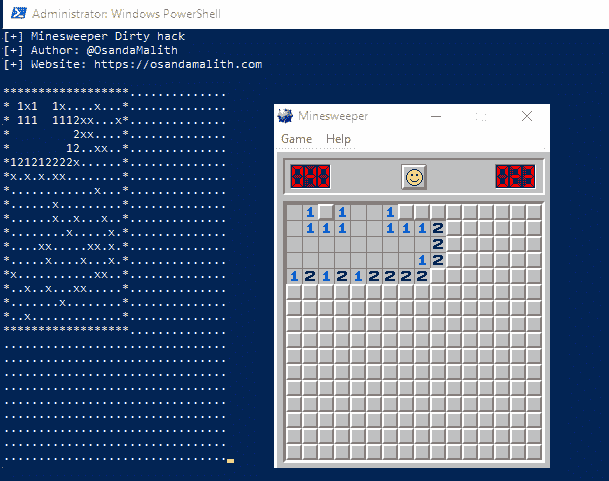 Administrator: Windows PowerShell
[+] Minesweeper Dirty hack
[+] Author: @OsandaMalith
[+] Website: https://osandamalith.com
******************..............
* 1x1  1x....x...*..............
* 111  1112xx...x*..............
*         2xx....*..............
*        12..xx..*..............
*121212222x......*..............
*x.x.x.xx........*..............
*............x...*..............
*......x.........*..............
*......x...x..x..*..............
*........x.....x.*..............
*....xx.....xx.x.*..............
*.....x....x...x.*..............
*x...........xx..*..............
*..x..x...xx.....*..............
*.......x........*..............
*..x.............*..............
******************..............
................................
................................
................................
................................
................................
................................
................................
................................
................................
Minesweeper
Game Help
1 1 1
1 1 1 1 1 1 2
2
1 2
1 2 1 2 1 2 2 2 2